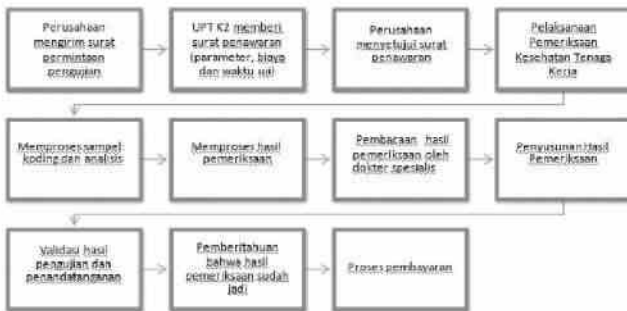 Perusahaan
mengirim surat
permintaan
pengujian
UPT K2 memberi
surat penawaran
(parameter, biaya
dan waktu uji)
Perusahaan
menyetujui surat
penawaran
Pelaksanaan
Pemeriksaan
Kesehatan Tenaga
Kerja
Memproses sampel:
koding dan analisis
Memproses hasil
pemeriksaan
Pembacaan hasil
pemeriksaan oleh
dokter spesialis
Penyusunan Hasil
Pemeriksaan
Validasi hasil
pengujian dan
penandatanganan
Pemberitahuan
bahwa hasil
pemeriksaan sudah
jadi
Proses pembayaran